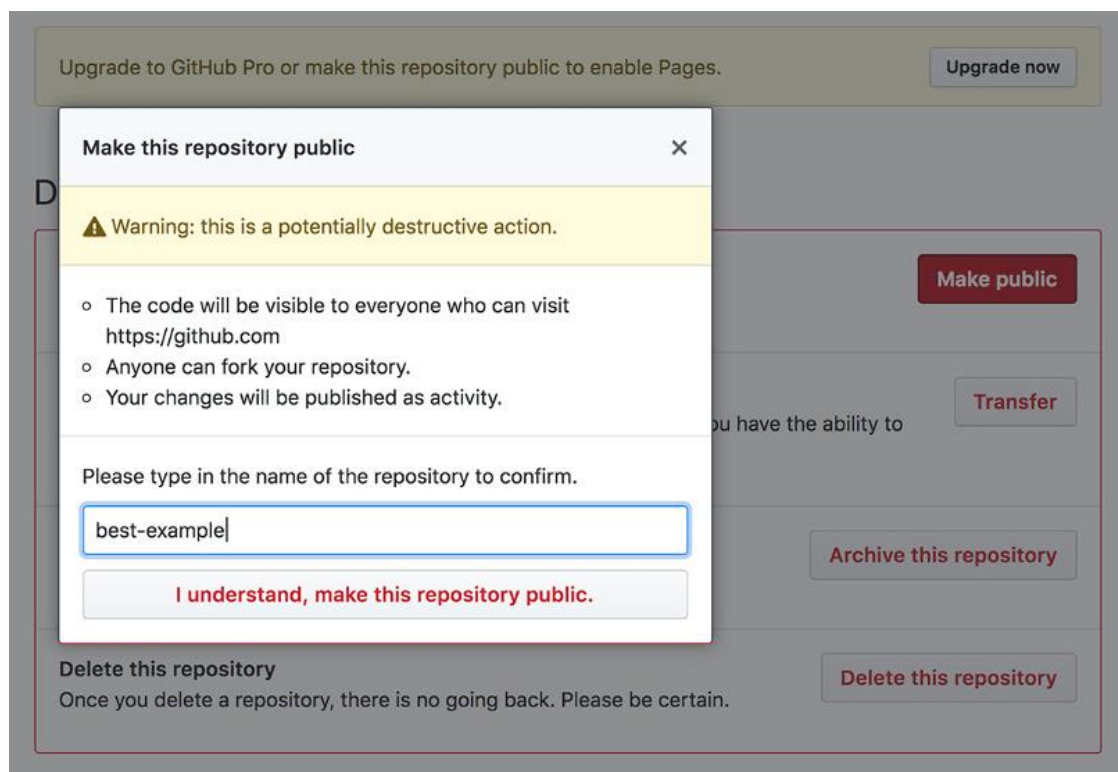 Upgrade to GitHub Pro or make this repository public to enable Pages.
Upgrade now
Make this repository public
×
D
Warning: this is a potentially destructive action.
Make public
The code will be visible to everyone who can visit
https://github.com
Anyone can fork your repository.
Your changes will be published as activity.
Transfer
ou have the ability to
Please type in the name of the repository to confirm.
best-example
Archive this repository
I understand, make this repository public.
Delete this repository
Once you delete a repository, there is no going back. Please be certain.
Delete this repository